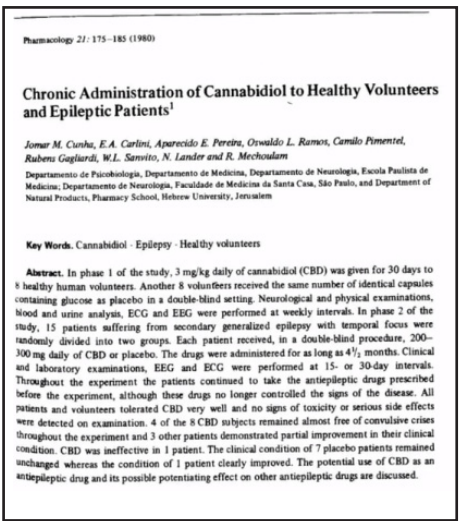 Pharmacology 21: 175–185 (1980)
Chronic Administration of Cannabidiol to Healthy Volunteers
and Epileptic Patients¹
Jomar M. Cunha, E.A. Carlini, Aparecido E. Pereira, Oswaldo L. Ramos, Camilo Pimentel,
Rubens Gagliardi, W.L. Sanvito, N. Lander and R. Mechoulam
Departamento de Psicobiologia, Departamento de Medicina, Departamento de Neurologia, Escola Paulista de
Medicina; Departamento de Neurologia, Faculdade de Medicina da Santa Casa, São Paulo, and Department of
Natural Products, Pharmacy School, Hebrew University, Jerusalem
Key Words. Cannabidiol · Epilepsy · Healthy volunteers
Abstract. In phase 1 of the study, 3 mg/kg daily of cannabidiol (CBD) was given for 30 days to
8 healthy human volunteers. Another 8 volunteers received the same number of identical capsules
containing glucose as placebo in a double-blind setting. Neurological and physical examinations,
blood and urine analysis, ECG and EEG were performed at weekly intervals. In phase 2 of the
study, 15 patients suffering from secondary generalized epilepsy with temporal focus were
randomly divided into two groups. Each patient received, in a double-blind procedure, 200–
300 mg daily of CBD or placebo. The drugs were administered for as long as 4½ months. Clinical
and laboratory examinations, EEG and ECG were performed at 15- or 30-day intervals.
Throughout the experiment the patients continued to take the antiepileptic drugs prescribed
before the experiment, although these drugs no longer controlled the signs of the disease. All
patients and volunteers tolerated CBD very well and no signs of toxicity or serious side effects
were detected on examination. 4 of the 8 CBD subjects remained almost free of convulsive crises
throughout the experiment and 3 other patients demonstrated partial improvement in their clinical
condition. CBD was ineffective in 1 patient. The clinical condition of 7 placebo patients remained
unchanged whereas the condition of 1 patient clearly improved. The potential use of CBD as an
antiepileptic drug and its possible potentiating effect on other antiepileptic drugs are discussed.